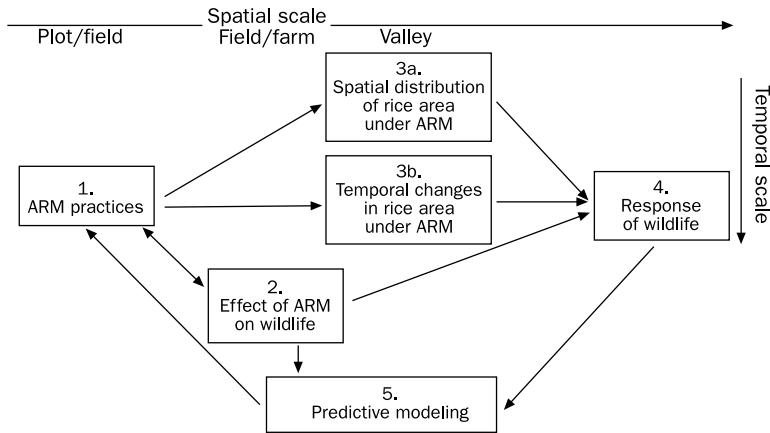 Spatial scale
Plot/field
Field/farm
Valley
3a.
Spatial distribution
of rice area
under ARM
Temporal scale
1.
ARM practices
3b.
Temporal changes
in rice area
under ARM
4.
Response
of wildlife
2.
Effect of ARM
on wildlife
5.
Predictive modeling